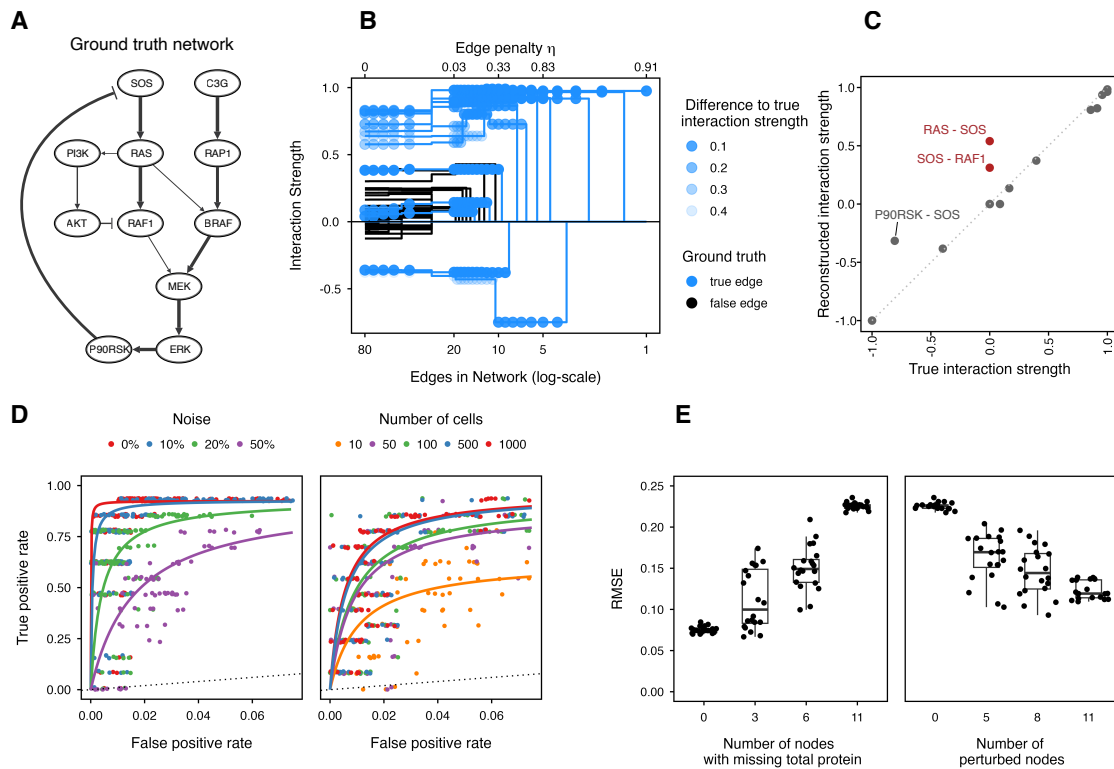 A
Ground truth network
SOS
C3G
PI3K
RAS
RAP1
AKT
RAF1
BRAF
MEK
P90RSK
ERK
B
Edge penalty η
0
0.03
0.33
0.83
0.91
Interaction Strength
1.0
0.5
0.0
-0.5
80
20
10
5
1
Edges in Network (log-scale)
Difference to true
interaction strength
0.1
0.2
0.3
0.4
Ground truth
true edge
false edge
C
Reconstructed interaction strength
1.0
0.5
0.0
-0.5
-1.0
RAS - SOS
SOS - RAF1
P90RSK - SOS
-1.0
-0.5
0.0
0.5
1.0
True interaction strength
D
Noise
0%
10%
20%
50%
Number of cells
10
50
100
500
1000
True positive rate
1.00
0.75
0.50
0.25
0.00
0.00
0.02
0.04
0.06
False positive rate
0.00
0.02
0.04
0.06
False positive rate
E
RMSE
0.25
0.20
0.15
0.10
0.05
0.00
0
3
6
11
Number of nodes
with missing total protein
0
5
8
11
Number of
perturbed nodes